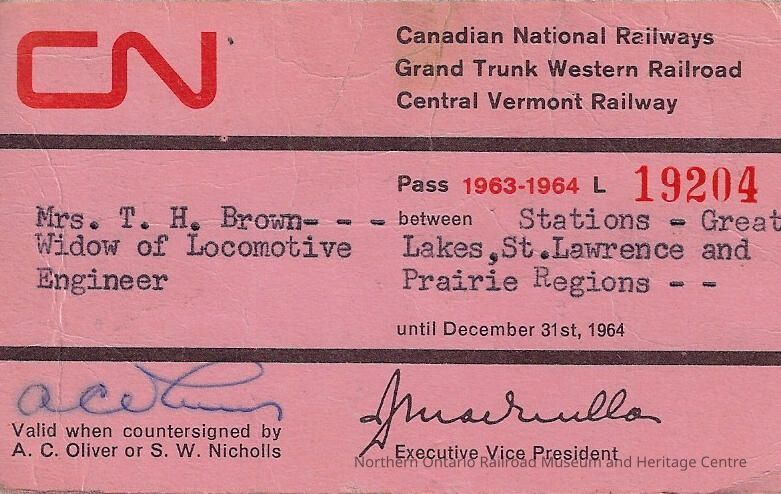 CN
Canadian National Railways
Grand Trunk Western Railroad
Central Vermont Railway
Pass 1963-1964 L 19204
Mrs. T. H. Brown- - - between Stations - Great
Widow of Locomotive Lakes,St.Lawrence and
Engineer Prairie Regions - -
until December 31st, 1964
Valid when countersigned by
A. C. Oliver or S. W. Nicholls
Executive Vice President
Northern Ontario Railroad Museum and Heritage Centre